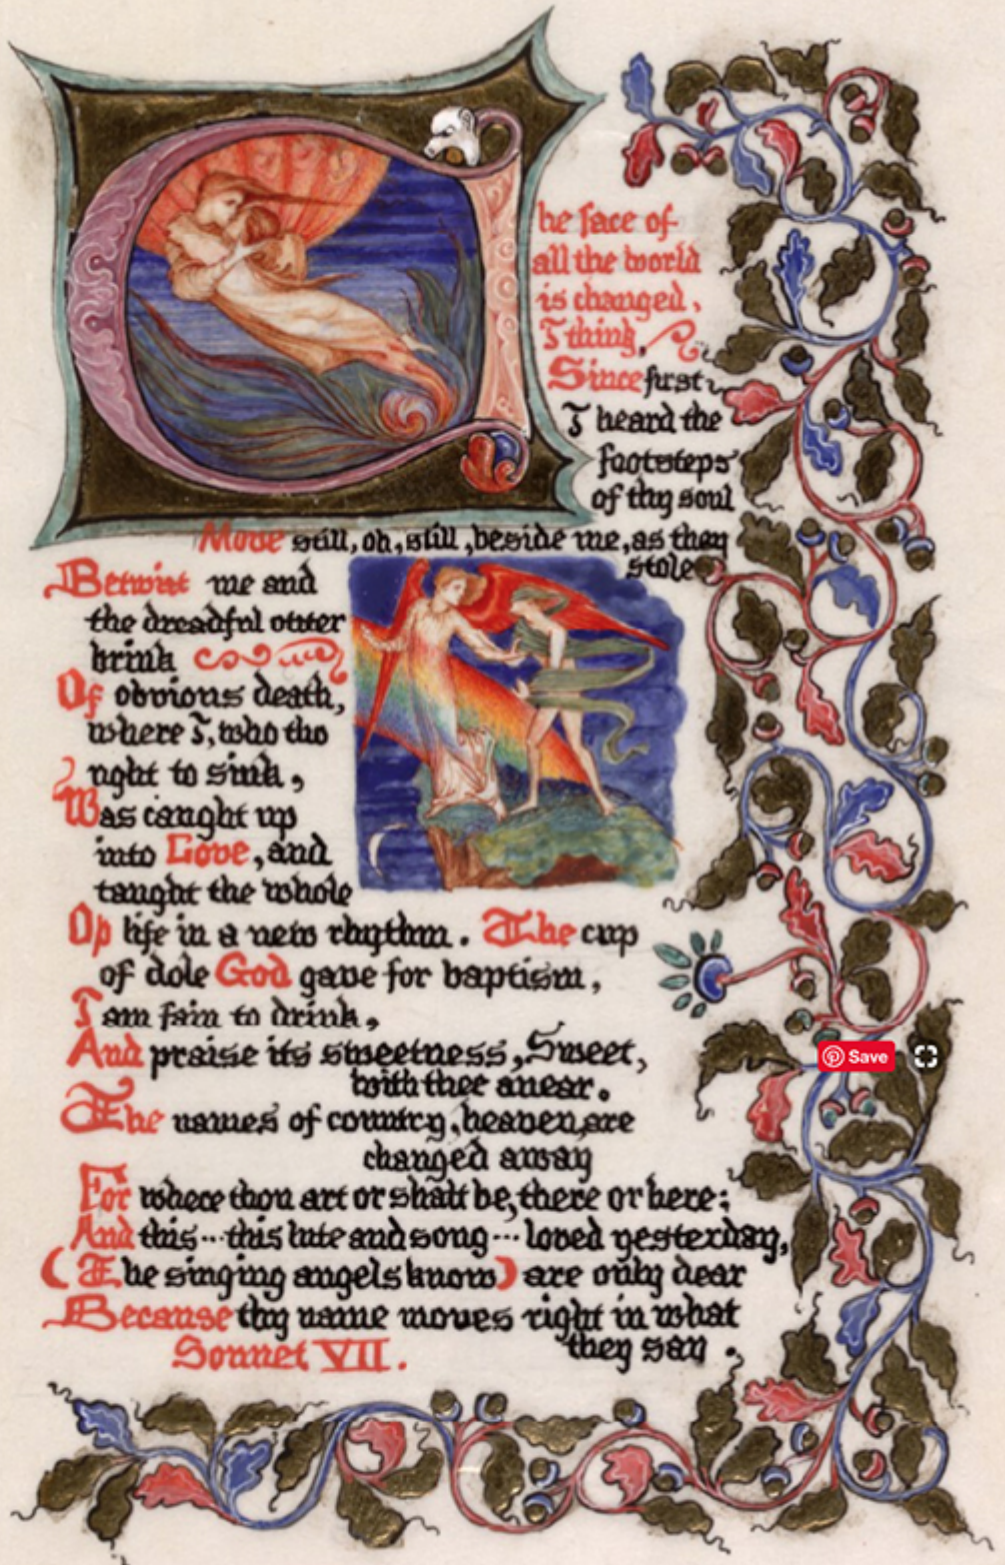 The face of
all the world
is changed,
I think,
Since first
I heard the
footsteps
of thy soul
Move still, oh, still, beside me, as they
stole
Betwixt me and
the dreadful outer
brink
Of obvious death,
where I, who tho
ught to sink,
Was caught up
into Love, and
taught the whole
Of life in a new rhythm. The cup
of dole God gave for baptism,
I am fain to drink,
And praise its sweetness, Sweet,
with thee anear.
The names of country, heaven, are
changed away
For where thou art or shalt be, there or here;
And this... this lute and song... loved yesterday,
(The singing angels know) are only dear
Because thy name moves right in what
they say.
Sonnet VII.
Save